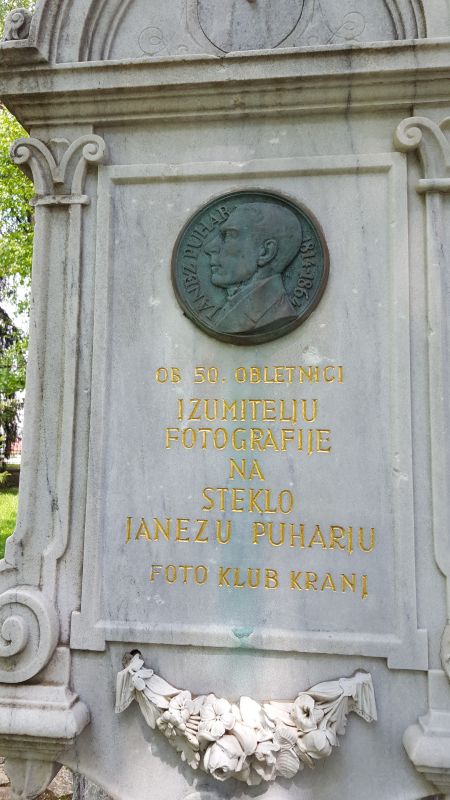 JANEZ PUHAR 1814-1864
OB 50. OBLETNICI
IZUMITELJU
FOTOGRAFIJE
NA
STEKLO
JANEZU PUHARJU
FOTO KLUB KRANJ